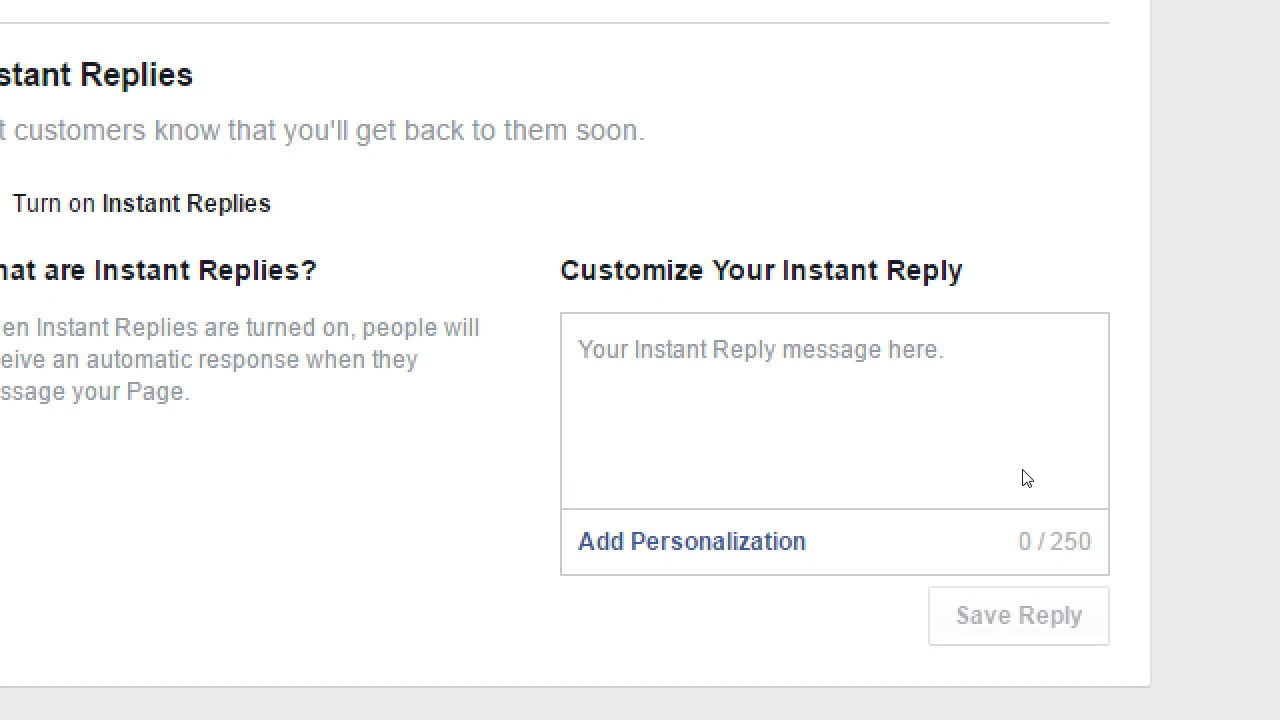 stant Replies
t customers know that you'll get back to them soon.
Turn on Instant Replies
nat are Instant Replies?
en Instant Replies are turned on, people will
eive an automatic response when they
ssage your Page.
Customize Your Instant Reply
Your Instant Reply message here.
Add Personalization
0 / 250
Save Reply